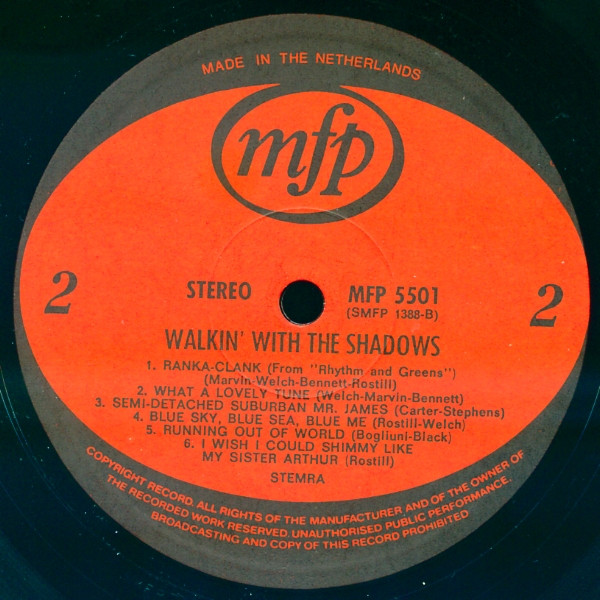 MADE IN THE NETHERLANDS
mfp
2
STEREO
MFP 5501
(SMFP 1388-B)
2
WALKIN' WITH THE SHADOWS
1. RANKA-CLANK (From "Rhythm and Greens")
(Marvin-Welch-Bennett-Rostill)
2. WHAT A LOVELY TUNE (Welch-Marvin-Bennett)
3. SEMI-DETACHED SUBURBAN MR. JAMES (Carter-Stephens)
4. BLUE SKY, BLUE SEA, BLUE ME (Rostill-Welch)
5. RUNNING OUT OF WORLD (Bogliuni-Black)
6. I WISH I COULD SHIMMY LIKE
MY SISTER ARTHUR (Rostill)
STEMRA
COPYRIGHT RECORD. ALL RIGHTS OF THE MANUFACTURER AND OF THE OWNER OF
THE RECORDED WORK RESERVED. UNAUTHORISED PUBLIC PERFORMANCE.
BROADCASTING AND COPY OF THIS RECORD PROHIBITED